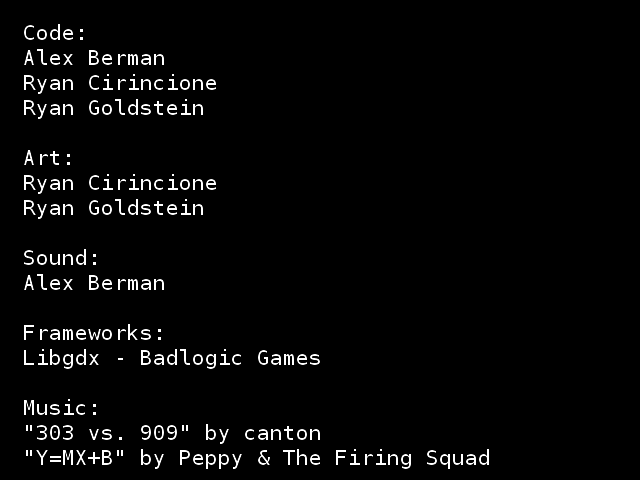 Code:
Alex Berman
Ryan Cirincione
Ryan Goldstein
Art:
Ryan Cirincione
Ryan Goldstein
Sound:
Alex Berman
Frameworks:
Libgdx - Badlogic Games
Music:
"303 vs. 909" by canton
"Y=MX+B" by Peppy & The Firing Squad